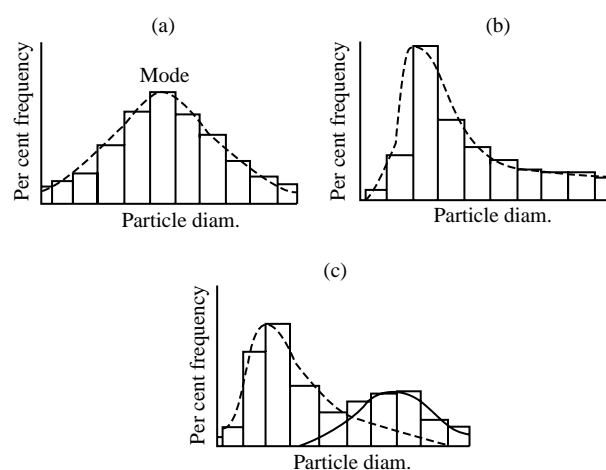 (a)
Per cent frequency
Mode
Particle diam.
(b)
Per cent frequency
Particle diam.
(c)
Per cent frequency
Particle diam.